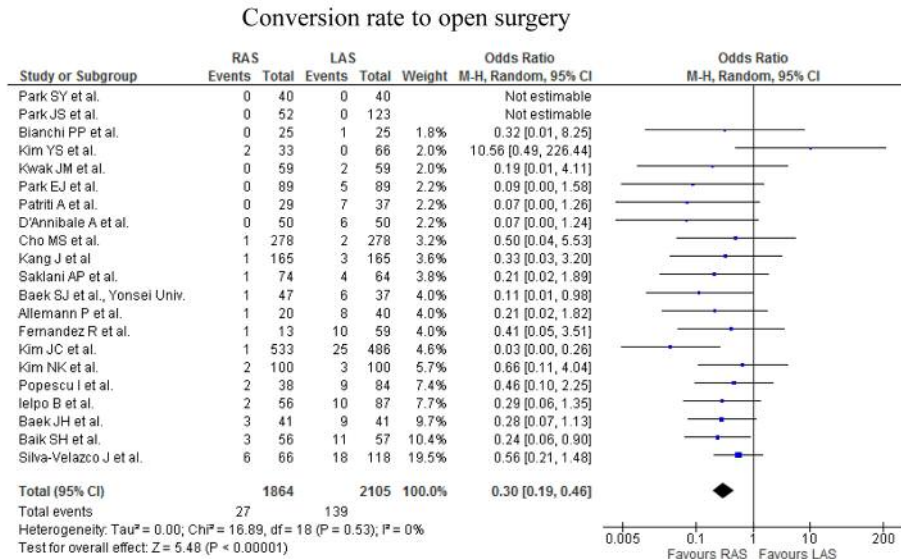 Conversion rate to open surgery
RAS LAS Odds Ratio Odds Ratio
Study or Subgroup Events Total Events Total Weight M-H, Random, 95% CI M-H, Random, 95% CI
Park SY et al. 0 40 0 40 Not estimable
Park JS et al. 0 52 0 123 Not estimable
Bianchi PP et al. 0 25 1 25 1.8% 0.32 [0.01, 8.25]
Kim YS et al. 2 33 0 66 2.0% 10.56 [0.49, 226.44]
Kwak JM et al. 0 59 2 59 2.0% 0.19 [0.01, 4.11]
Park EJ et al. 0 89 5 89 2.2% 0.09 [0.00, 1.58]
Patriti A et al. 0 29 7 37 2.2% 0.07 [0.00, 1.26]
D'Annibale A et al. 0 50 6 50 2.2% 0.07 [0.00, 1.24]
Cho MS et al. 1 278 2 278 3.2% 0.50 [0.04, 5.53]
Kang J et al 1 165 3 165 3.6% 0.33 [0.03, 3.20]
Saklani AP et al. 1 74 4 64 3.8% 0.21 [0.02, 1.89]
Baek SJ et al., Yonsei Univ. 1 47 6 37 4.0% 0.11 [0.01, 0.98]
Allemann P et al. 1 20 8 40 4.0% 0.21 [0.02, 1.82]
Fernandez R et al. 1 13 10 59 4.0% 0.41 [0.05, 3.51]
Kim JC et al. 1 533 25 486 4.6% 0.03 [0.00, 0.26]
Kim NK et al. 2 100 3 100 5.7% 0.66 [0.11, 4.04]
Popescu I et al. 2 38 9 84 7.4% 0.46 [0.10, 2.25]
Ielpo B et al. 2 56 10 87 7.7% 0.29 [0.06, 1.35]
Baek JH et al. 3 41 9 41 9.7% 0.28 [0.07, 1.13]
Baik SH et al. 3 56 11 57 10.4% 0.24 [0.06, 0.90]
Silva-Velazco J et al. 6 66 18 118 19.5% 0.56 [0.21, 1.48]
Total (95% CI) 1864 2105 100.0% 0.30 [0.19, 0.46]
Total events 27 139
Heterogeneity: Tau² = 0.00; Chi² = 16.89, df = 18 (P = 0.53); I² = 0%
Test for overall effect: Z = 5.48 (P < 0.00001)
0.005 0.1 1 10 200
Favours RAS Favours LAS